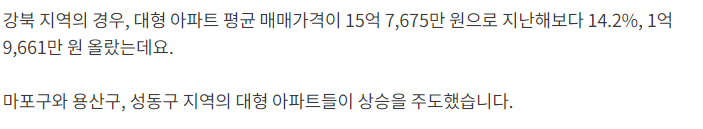 강북 지역의 경우, 대형 아파트 평균 매매가격이 15억 7,675만 원으로 지난해보다 14.2%, 1억
9,661만 원 올랐는데요.
마포구와 용산구, 성동구 지역의 대형 아파트들이 상승을 주도했습니다.